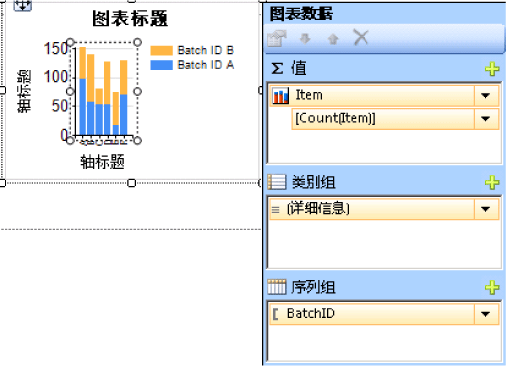 图表标题
150
100
50
0
轴标题
轴标题
Batch ID B
Batch ID A
图表数据
Σ 值
Item
[Count(Item)]
类别组
(详细信息)
序列组
BatchID